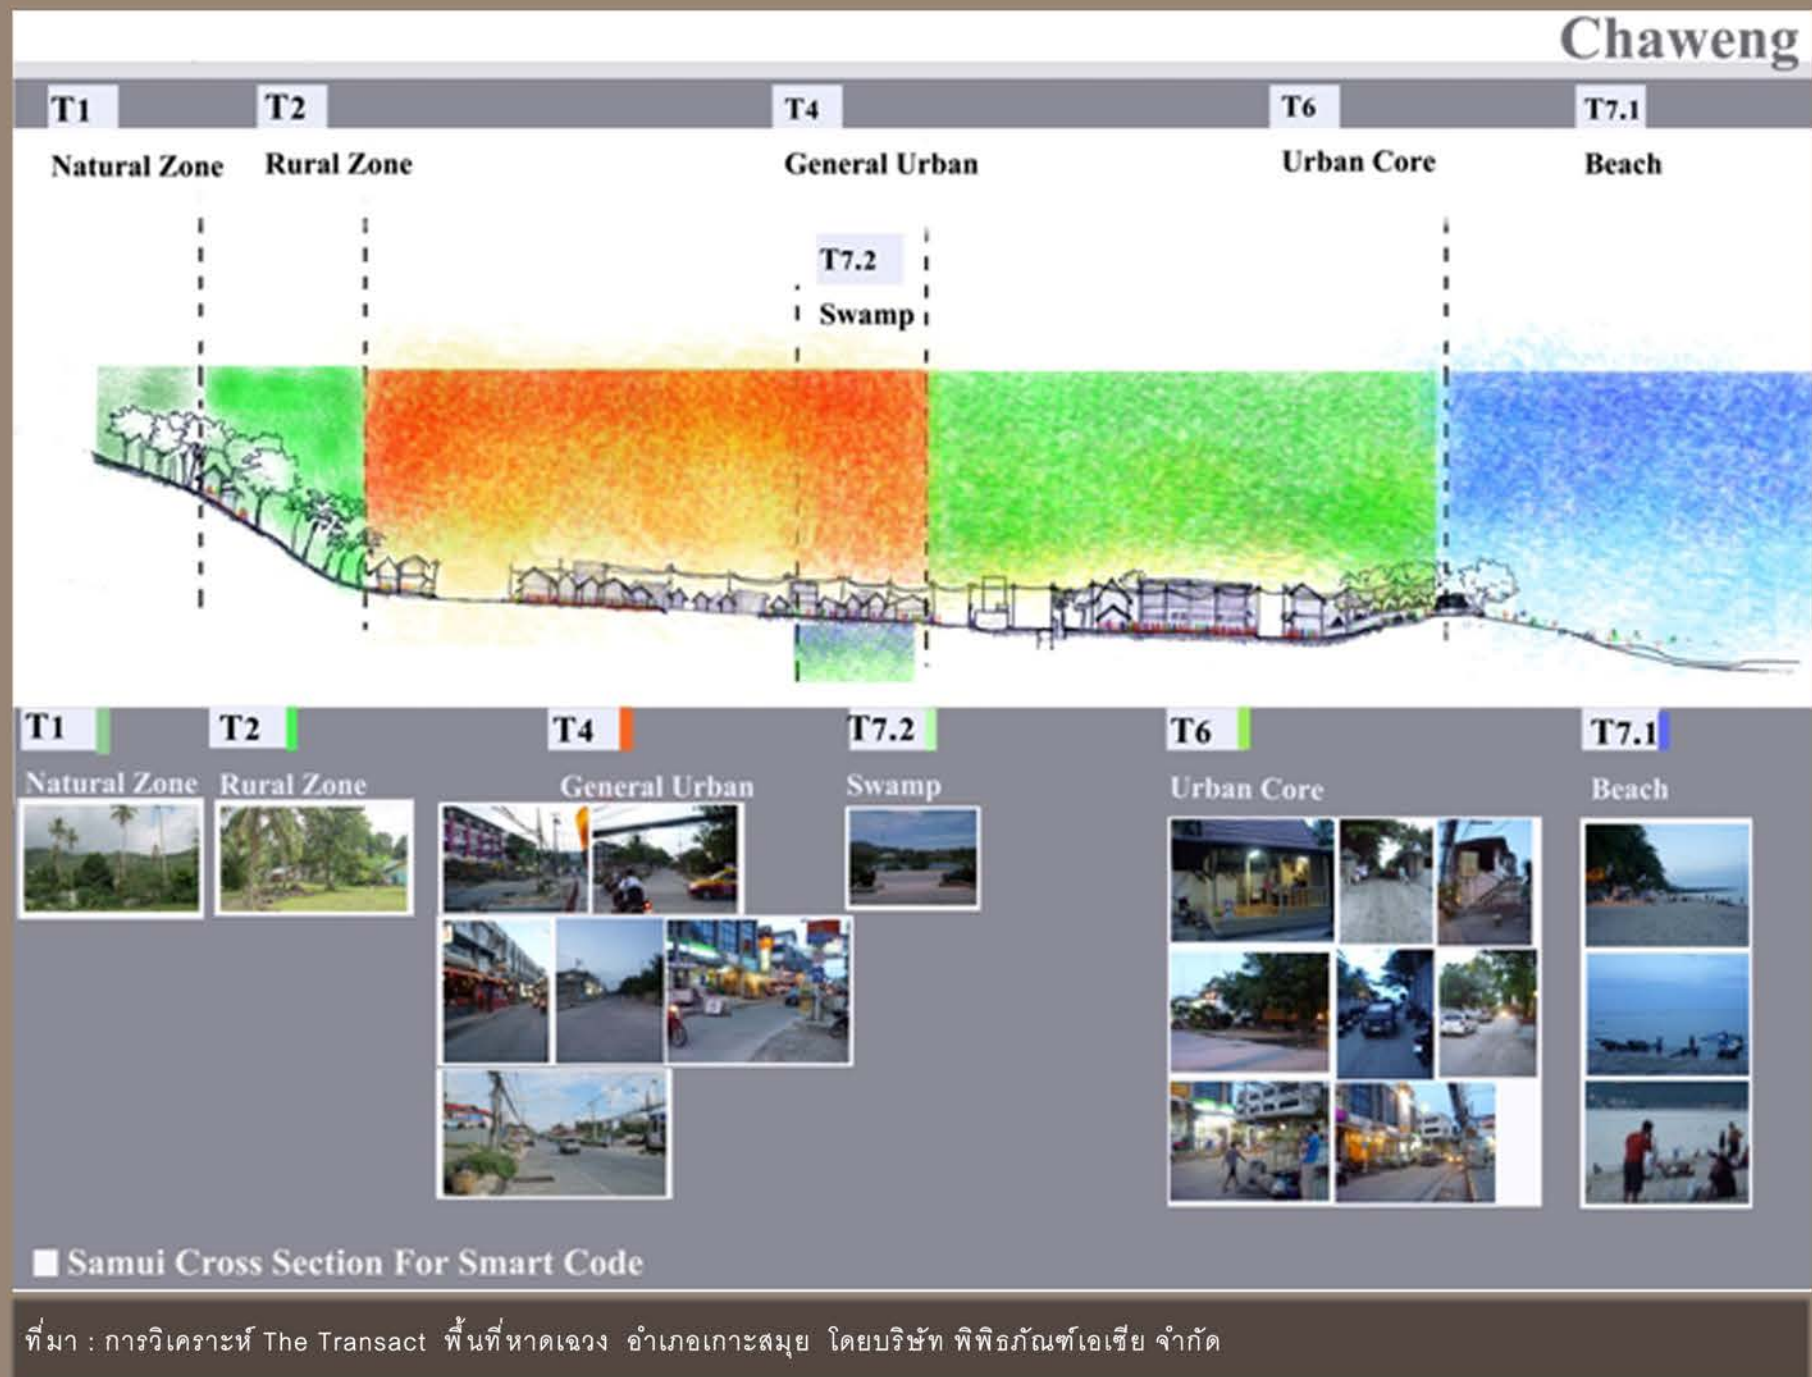 Chaweng
T1 T2 T4 T6 T7.1
Natural Zone Rural Zone General Urban Urban Core Beach
T7.2
Swamp
T1 T2 T4 T7.2 T6 T7.1
Natural Zone Rural Zone General Urban Swamp Urban Core Beach
Samui Cross Section For Smart Code
ที่มา : การวิเคราะห์ The Transact พื้นที่หาดเฉวง อำเภอเกาะสมุย โดยบริษัท พิพิธภัณฑ์เอเซีย จำกัด